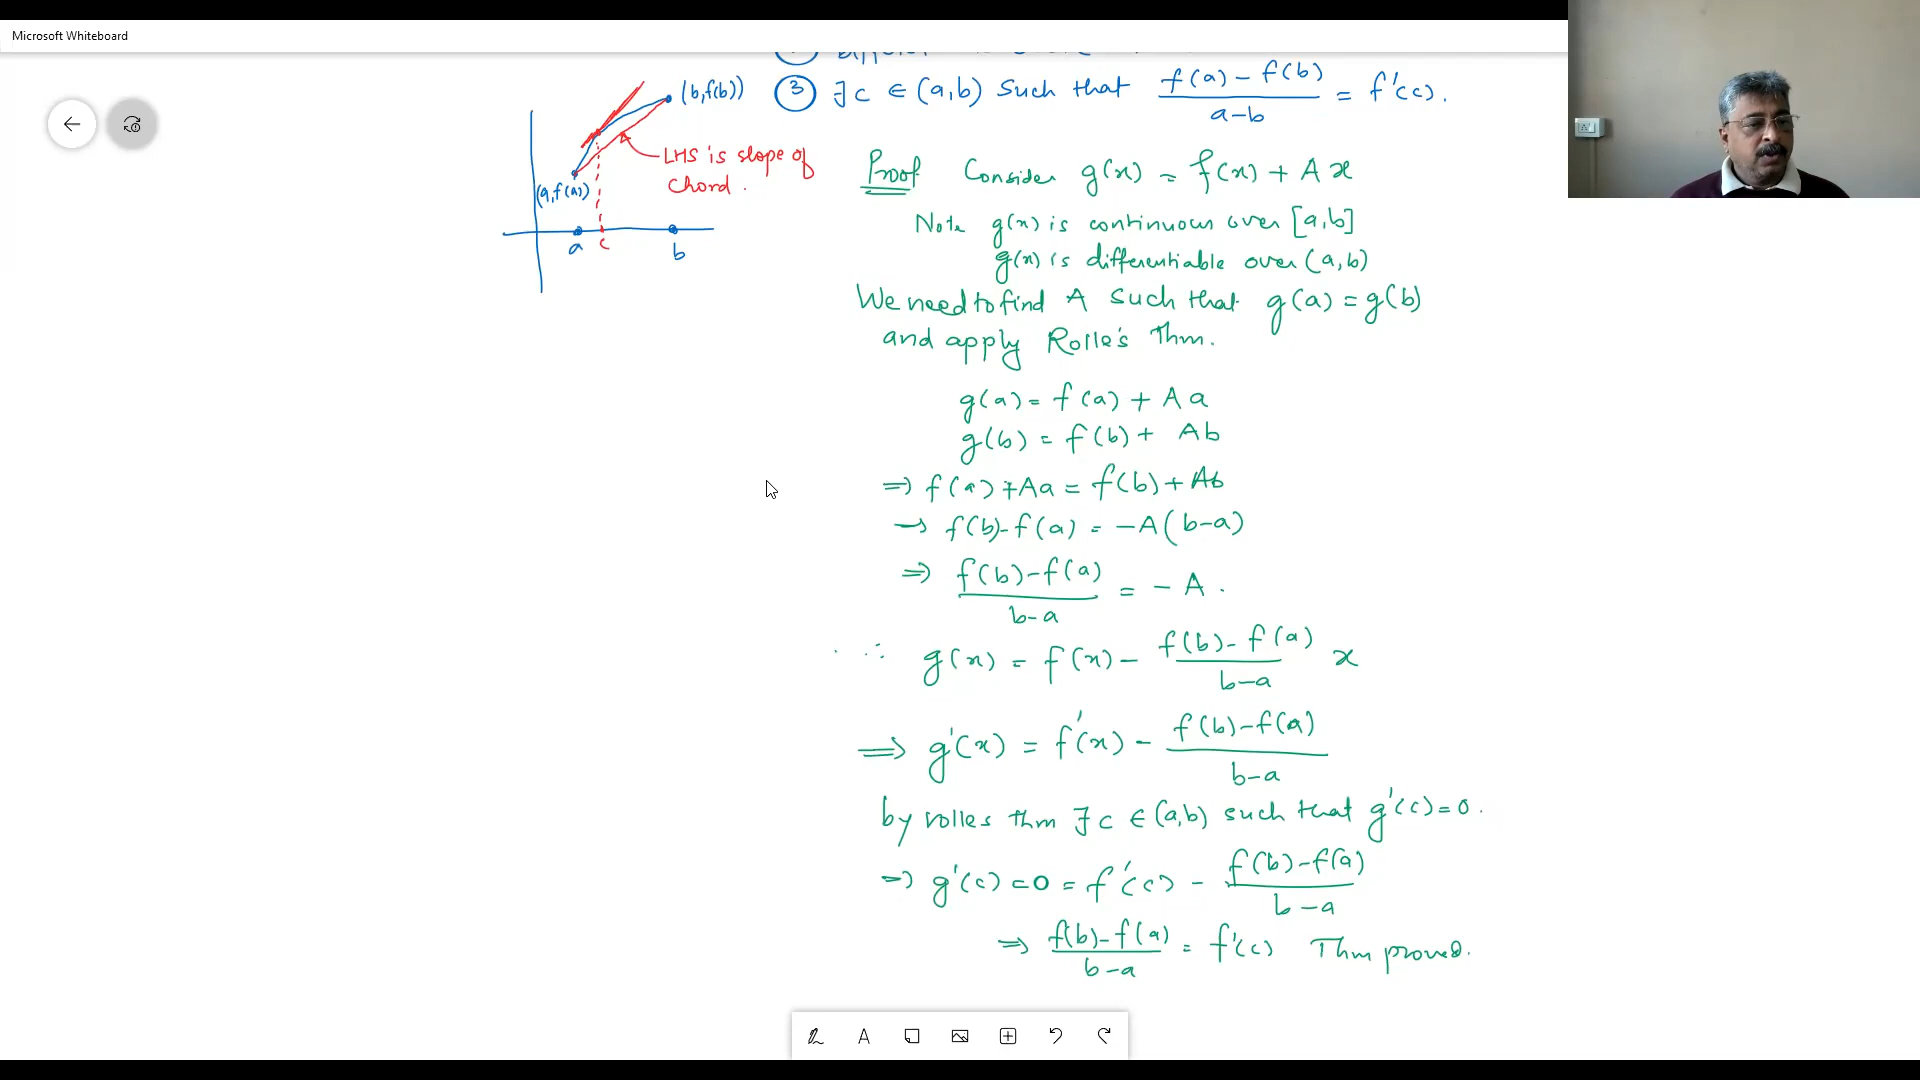 Microsoft Whiteboard
③ ∃ c ∈ (a,b) Such that (f(a) - f(b))/(a-b) = f'(c).
(b,f(b))
LHS is slope of
chord.
(a,f(a))
a c b
Proof Consider g(x) = f(x) + A x
Note g(x) is continuous over [a,b]
g(x) is differentiable over (a,b)
We need to find A such that g(a) = g(b)
and apply Rolle's Thm.
g(a) = f(a) + A a
g(b) = f(b) + Ab
⇒ f(a) + Aa = f(b) + Ab
→ f(b) - f(a) = -A(b-a)
⇒ (f(b) - f(a))/(b-a) = - A.
∴ g(x) = f(x) - (f(b) - f(a))/(b-a) x
⇒ g'(x) = f'(x) - (f(b) - f(a))/(b-a)
by rolles thm ∃ c ∈ (a,b) such that g'(c) = 0.
⇒ g'(c) = 0 = f'(c) - (f(b) - f(a))/(b-a)
⇒ (f(b) - f(a))/(b-a) = f'(c) Thm proved.